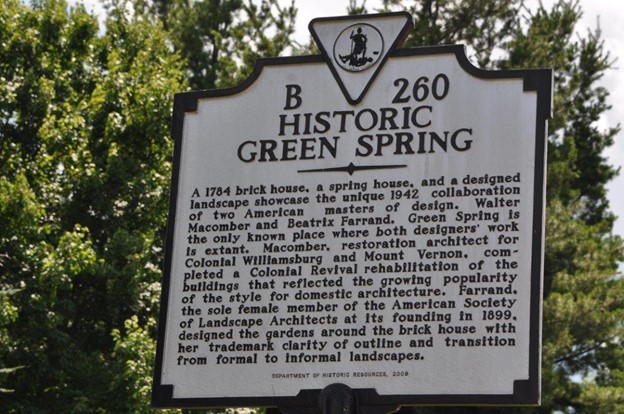 B 260
HISTORIC
GREEN SPRING
A 1784 brick house, a spring house, and a designed
landscape showcase the unique 1942 collaboration
of two American masters of design, Walter
Macomber and Beatrix Farrand. Green Spring is
the only known place where both designers' work
is extant. Macomber, restoration architect for
Colonial Williamsburg and Mount Vernon, com-
pleted a Colonial Revival rehabilitation of the
buildings that reflected the growing popularity
of the style for domestic architecture. Farrand,
the sole female member of the American Society
of Landscape Architects at its founding in 1899,
designed the gardens around the brick house with
her trademark clarity of outline and transition
from formal to informal landscapes.
DEPARTMENT OF HISTORIC RESOURCES, 2009